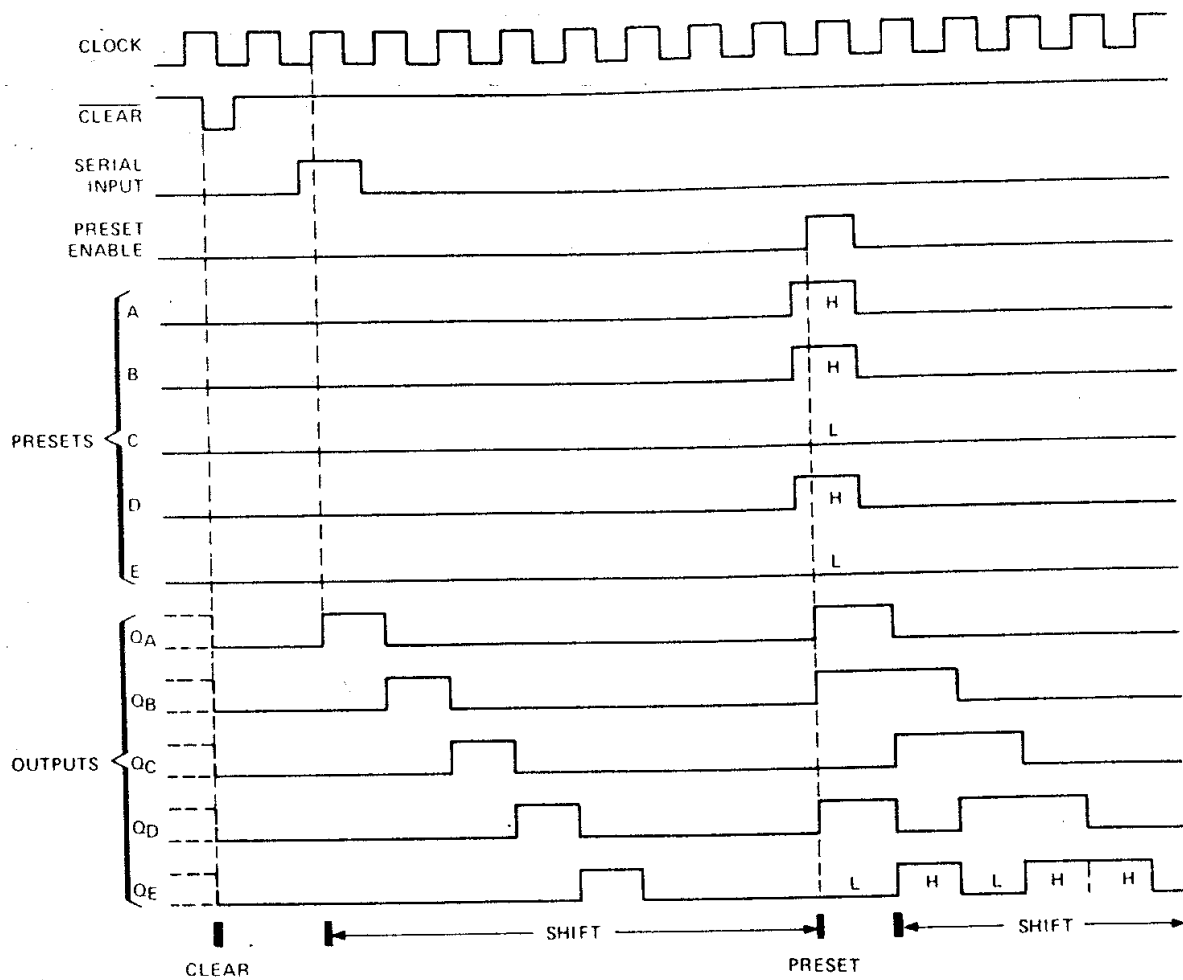 CLOCK
CLEAR
SERIAL
INPUT
PRESET
ENABLE
A
H
B
H
PRESETS
C
L
D
H
E
L
QA
QB
OUTPUTS
QC
QD
QE
L
H
L
H
H
SHIFT
SHIFT
CLEAR
PRESET